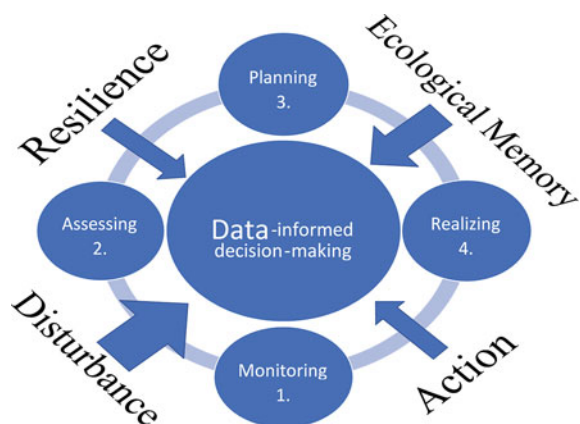 Planning
3.
Ecological Memory
Resilience
Assessing
2.
Data-informed
decision-making
Realizing
4.
Disturbance
Monitoring
1.
Action